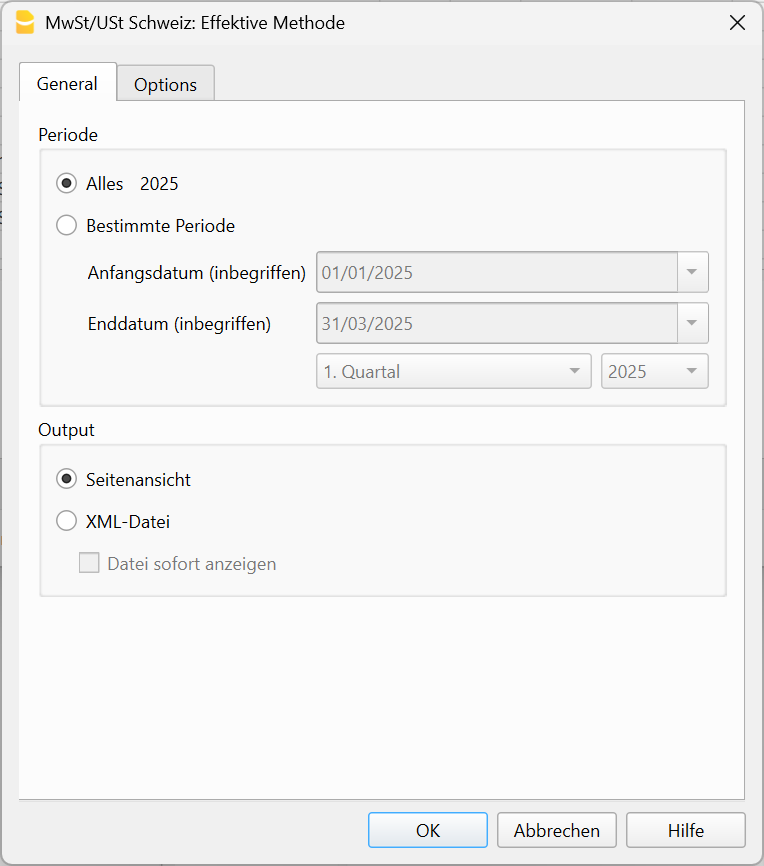 MwSt/USt Schweiz: Effektive Methode
General Options
Periode
Alles 2025
Bestimmte Periode
Anfangsdatum (inbegriffen) 01/01/2025
Enddatum (inbegriffen) 31/03/2025
1. Quartal 2025
Output
Seitenansicht
XML-Datei
Datei sofort anzeigen
OK Abbrechen Hilfe